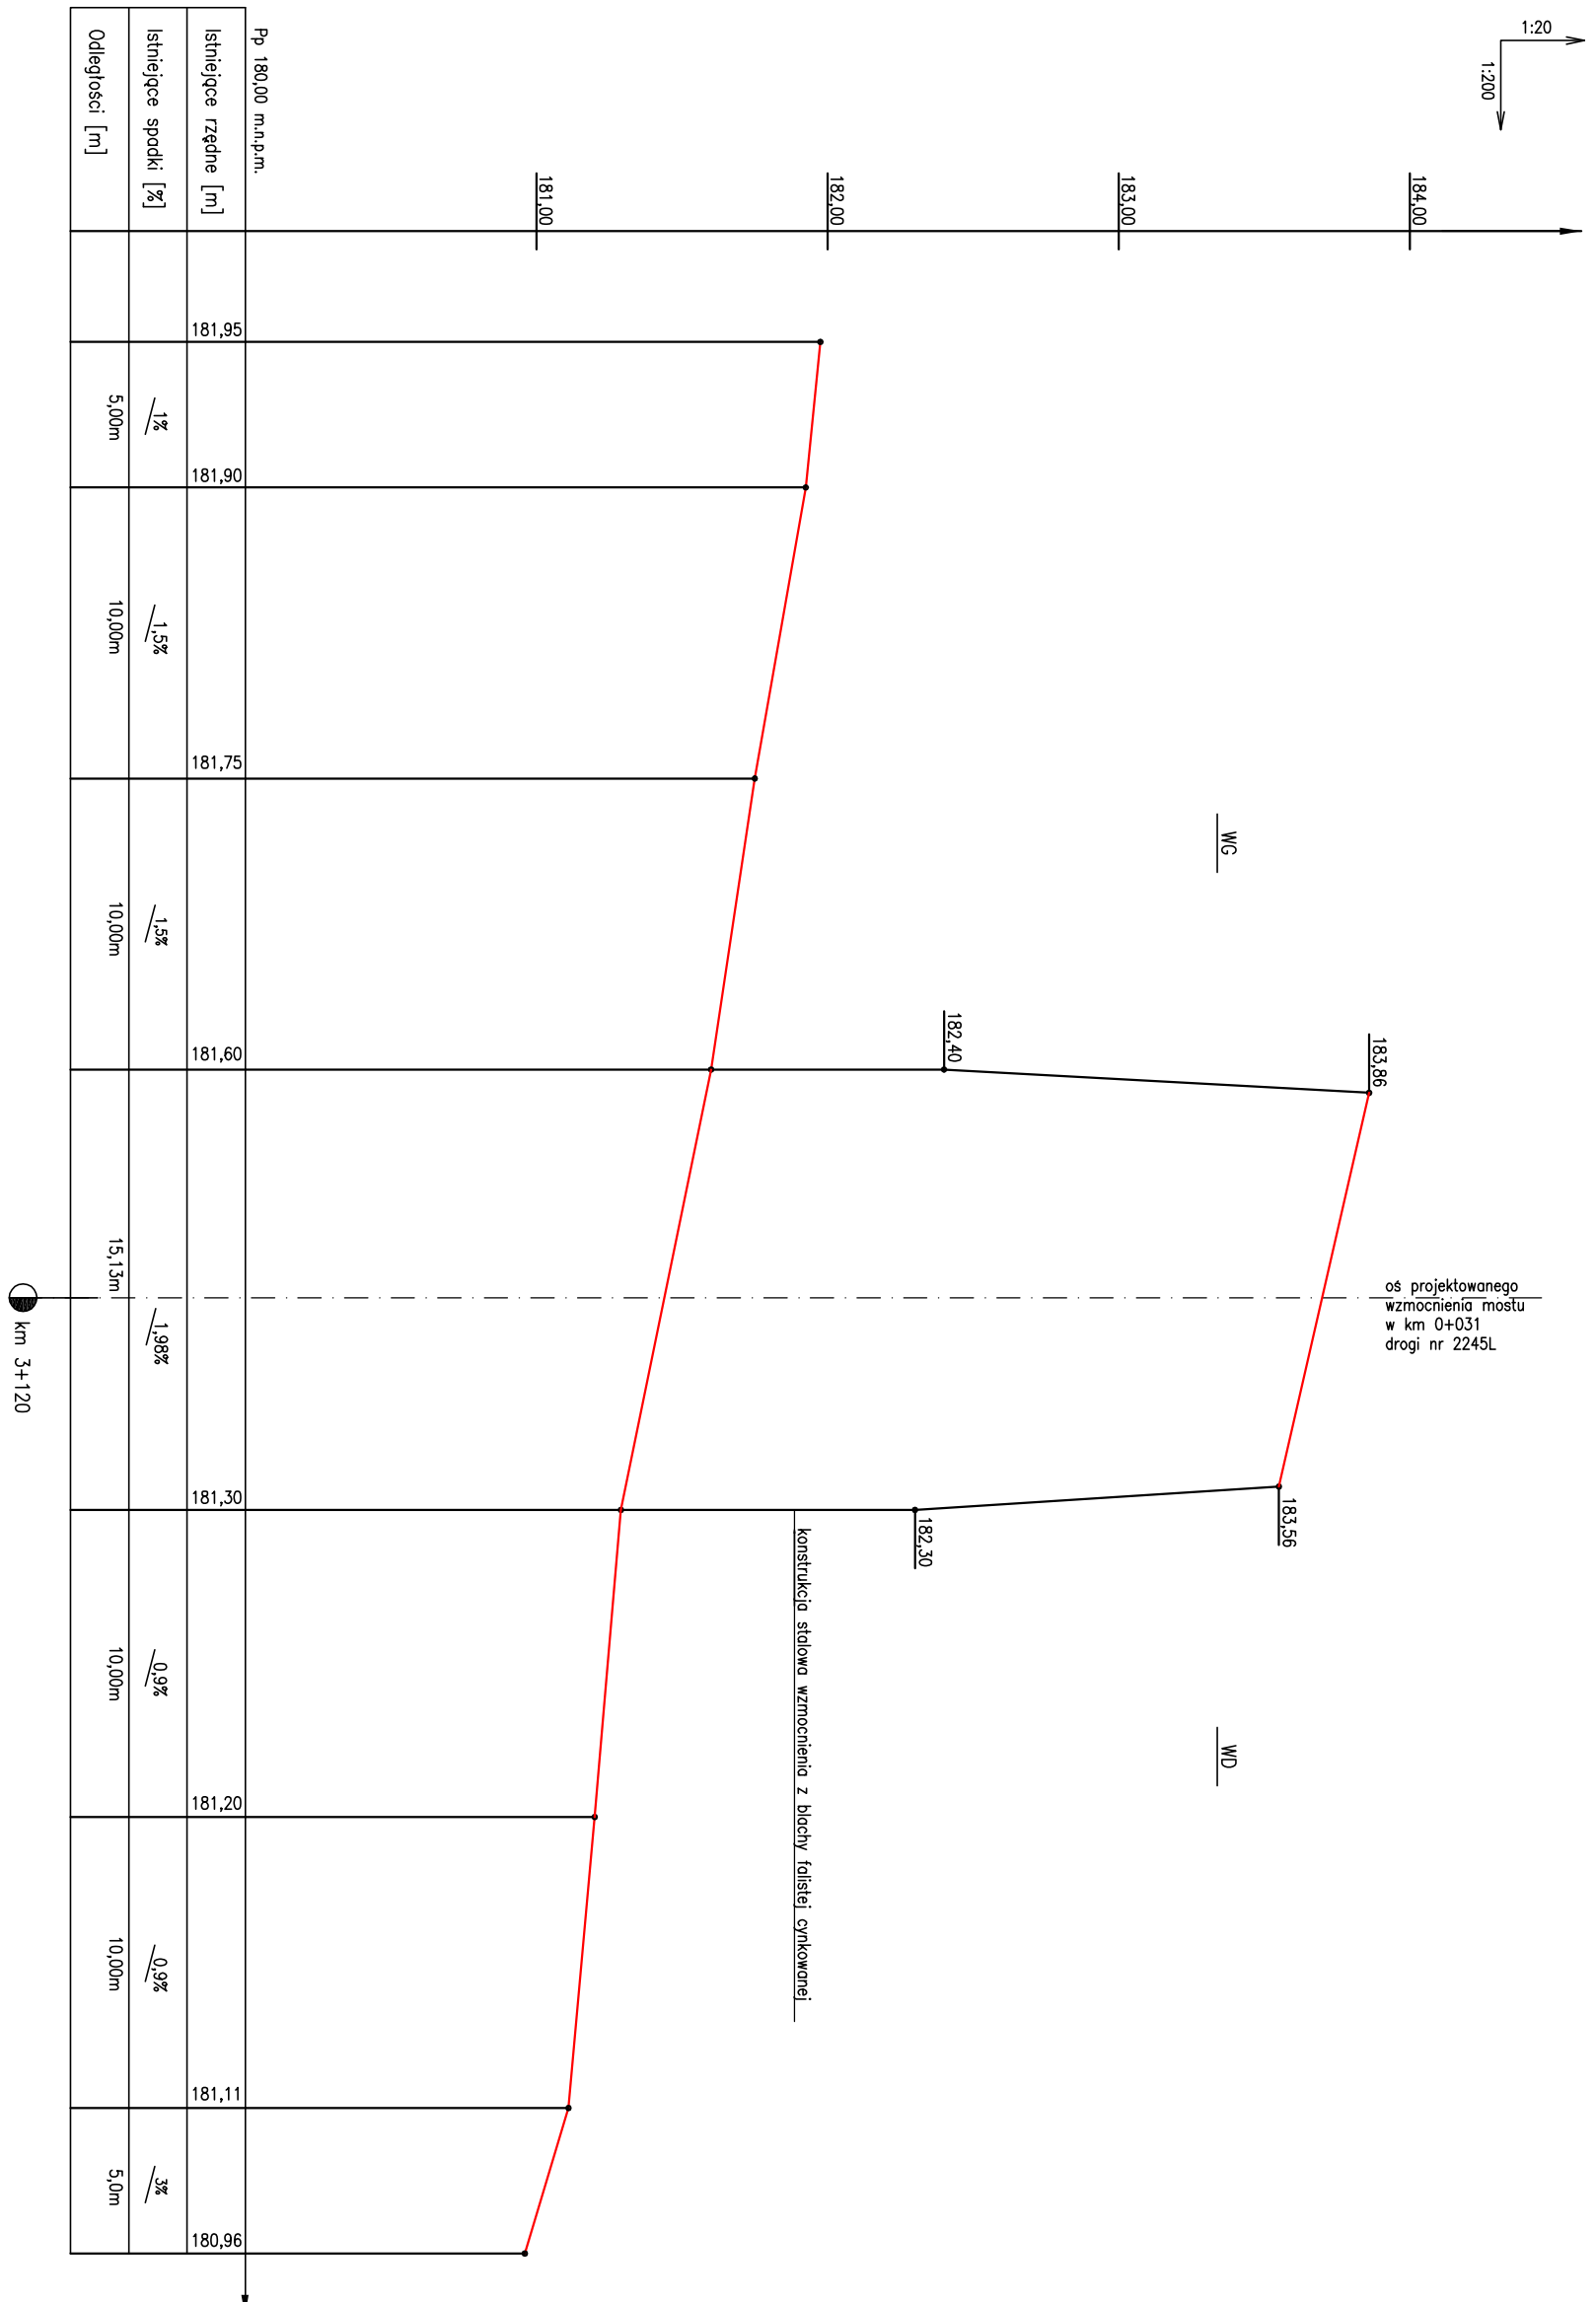 1:20
1:200
184,00
183,00
182,00
181,00
Pp 180,00 m.n.p.m.
Istniejące rzędne [m]
Istniejące spadki [%]
Odległości [m]
WG
WD
183,86
182,40
183,56
182,30
oś projektowanego
wzmocnienia mostu
w km 0+031
drogi nr 2245L
konstrukcja stalowa wzmocnienia z blachy falistej cynkowanej
181,95
181,90
181,75
181,60
181,30
181,20
181,11
180,96
1%
1,5%
1,5%
1,98%
0,9%
0,9%
3%
5,00m
10,00m
10,00m
15,13m
10,00m
10,00m
5,0m
km 3+120